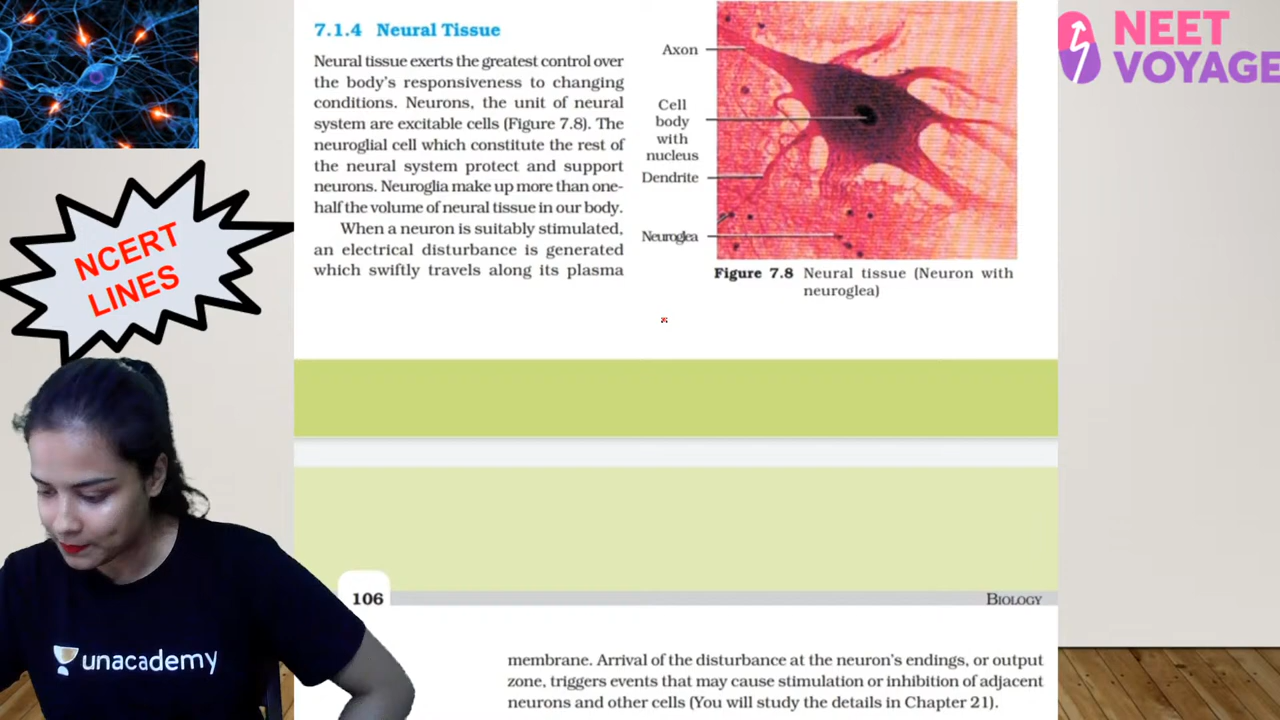 7.1.4 Neural Tissue
Neural tissue exerts the greatest control over
the body's responsiveness to changing
conditions. Neurons, the unit of neural
system are excitable cells (Figure 7.8). The
neuroglial cell which constitute the rest of
the neural system protect and support
neurons. Neuroglia make up more than one-
half the volume of neural tissue in our body.
When a neuron is suitably stimulated,
an electrical disturbance is generated
which swiftly travels along its plasma
Axon
Cell
body
with
nucleus
Dendrite
Neuroglea
Figure 7.8 Neural tissue (Neuron with
neuroglea)
NEET
VOYAGE
NCERT
LINES
unacademy
106
BIOLOGY
membrane. Arrival of the disturbance at the neuron's endings, or output
zone, triggers events that may cause stimulation or inhibition of adjacent
neurons and other cells (You will study the details in Chapter 21).